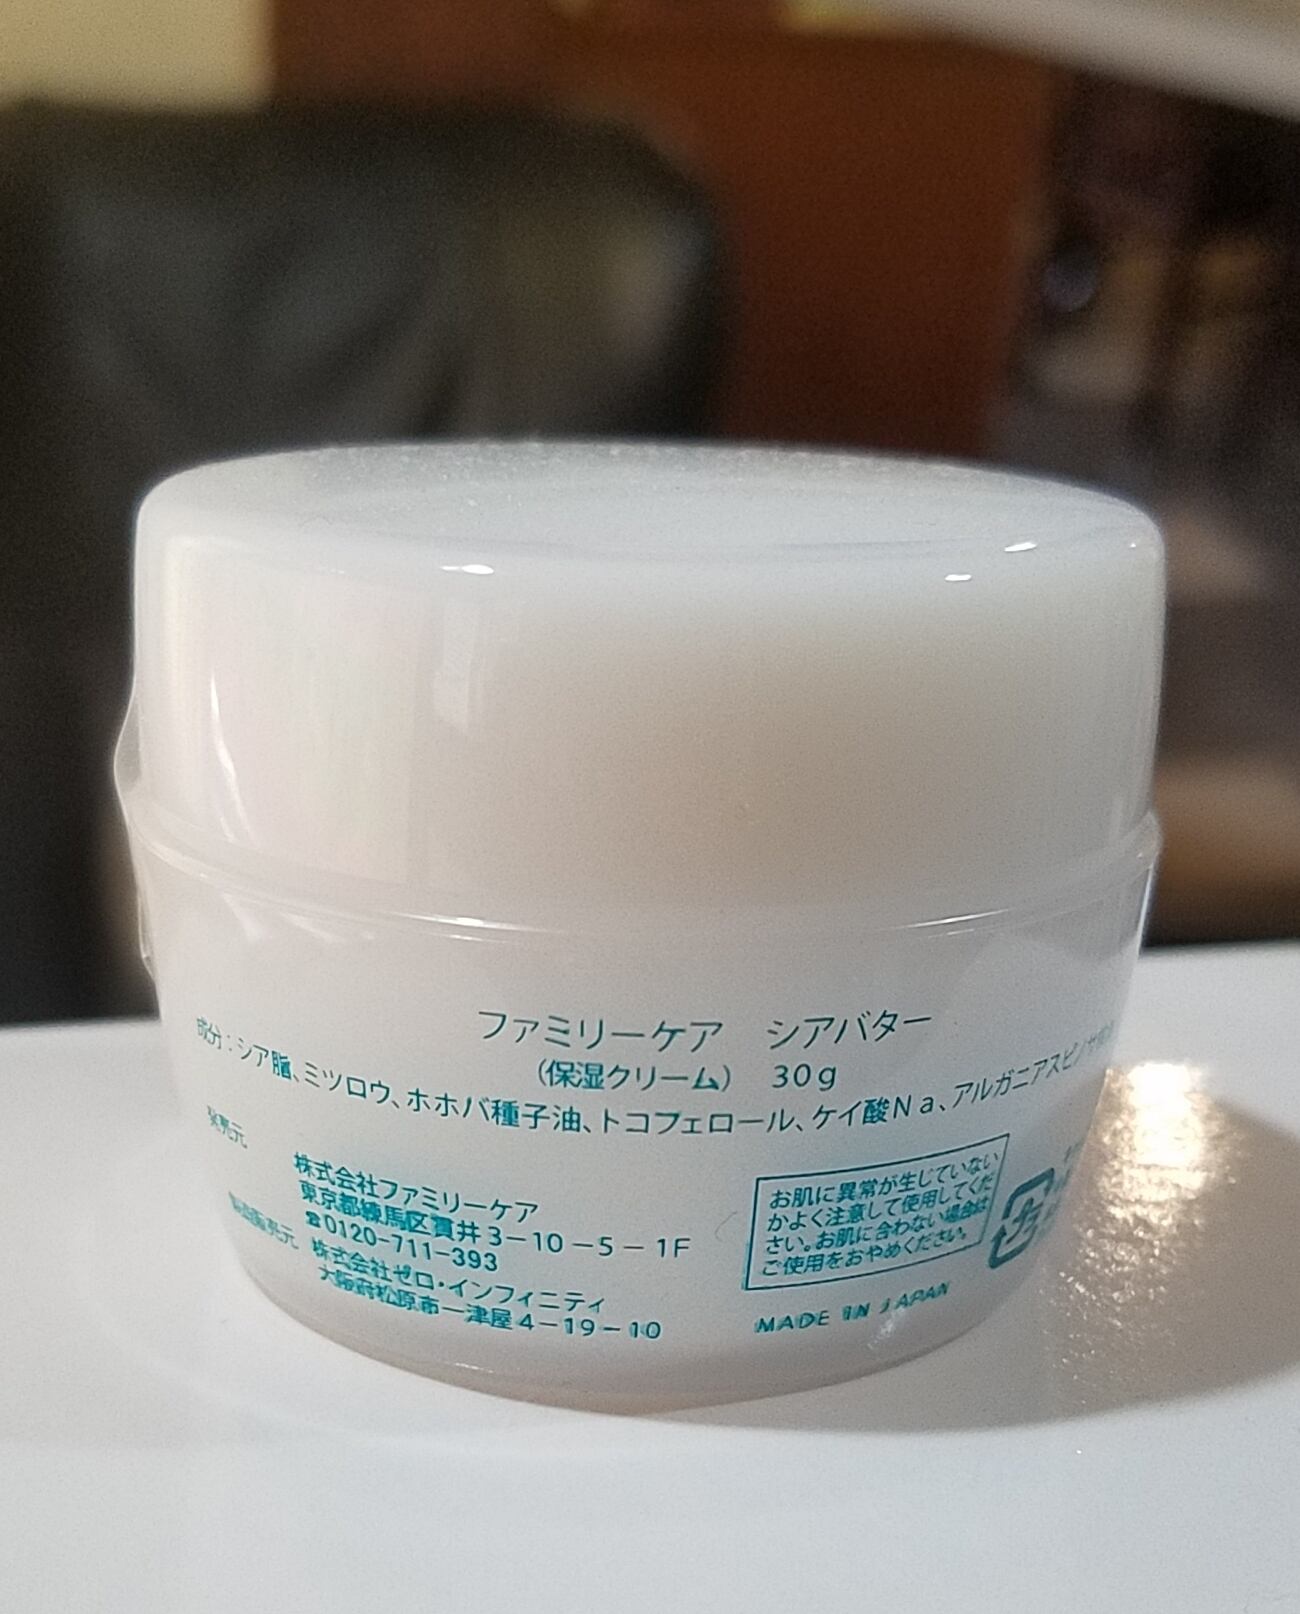 ファミリーケア　シアバター
（保湿クリーム） 30g
成分：シア脂、ミツロウ、ホホバ種子油、トコフェロール、ケイ酸Na、アルガニアスピノサ
発売元
株式会社ファミリーケア
東京都練馬区貫井3－10－5－1F
☎0120-711-393
製造販売元
株式会社ゼロ・インフィニティ
大阪府松原市一津屋4－19－10
お肌に異常が生じていない
かよく注意して使用してくだ
さい。お肌に合わない場合は
ご使用をおやめください。
プラ
MADE IN JAPAN